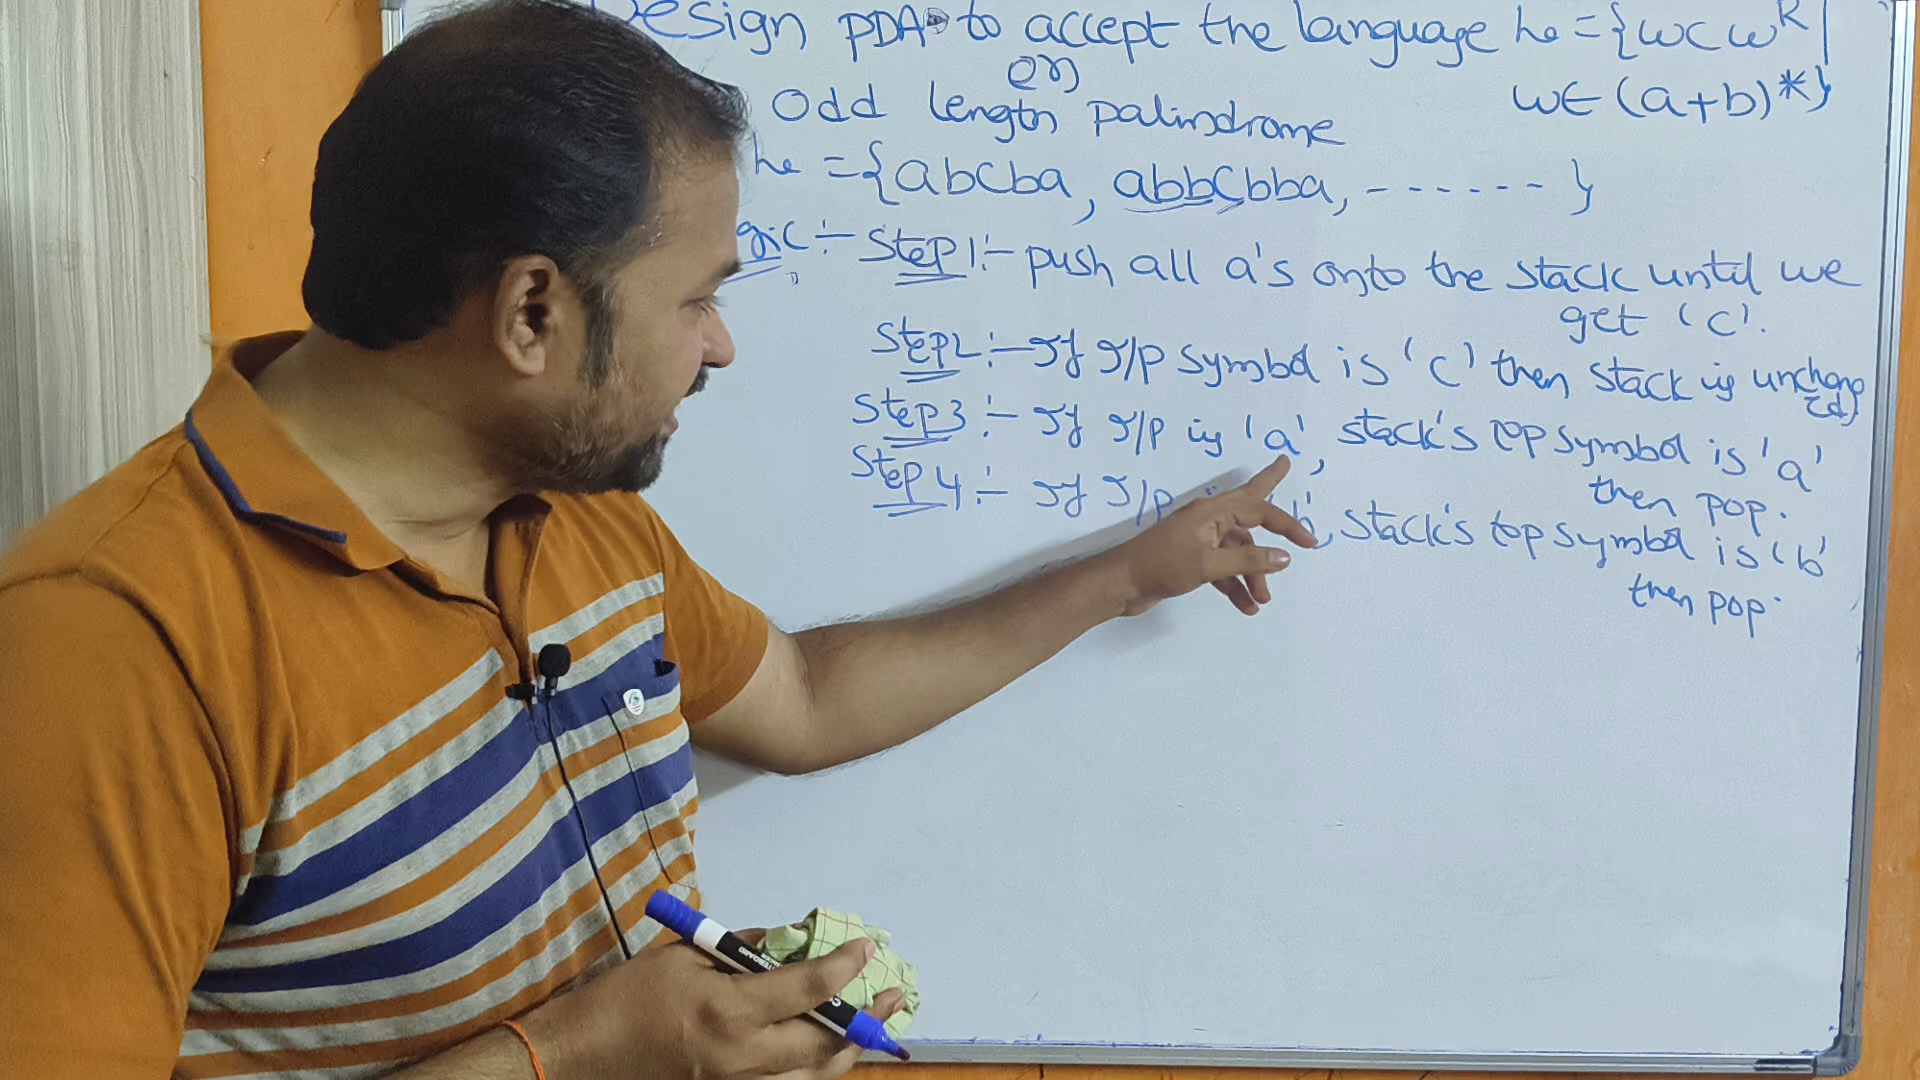 Design PDA to accept the language L = {wcw^R |
w∈(a+b)*}
(or)
Odd length palindrome
L = {abcba, abbcbba, ------ }
gic :- Step1:- push all a's onto the stack until we
get 'c'.
Step2 :- If I/P symbol is 'c' then stack is unchanged
Step3 :- If I/P is 'a', stack's top symbol is 'a'
then pop.
Step4 :- If I/P 'b', stack's top symbol is 'b'
then pop.